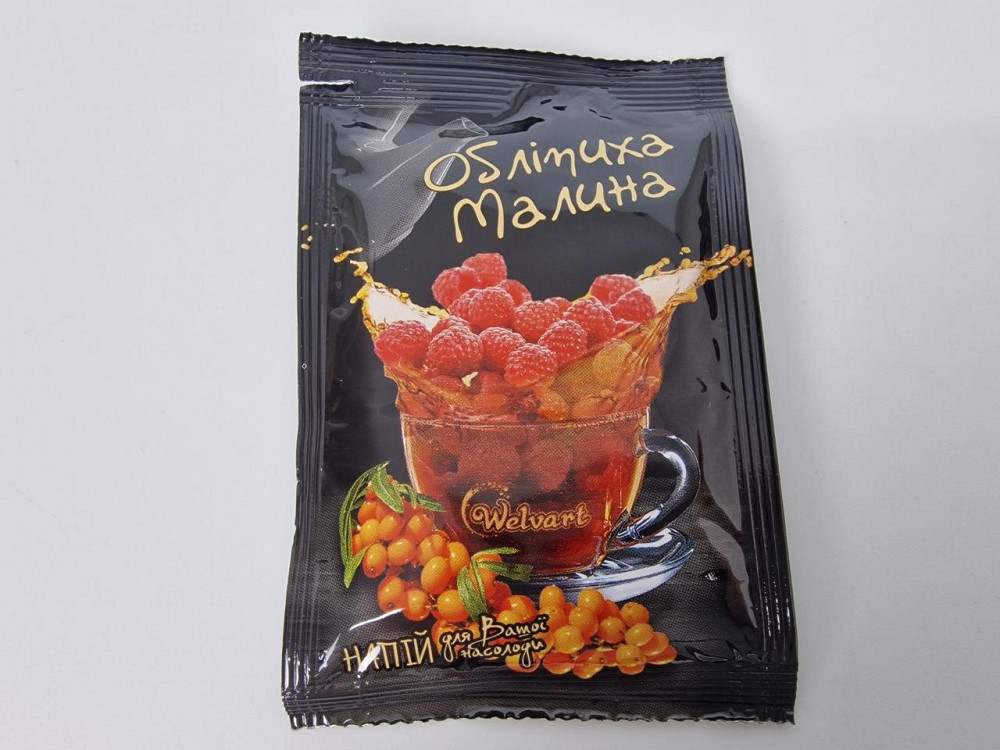 Обліпиха
Малина
Welvart
НАПІЙ для Вашої
насолоди